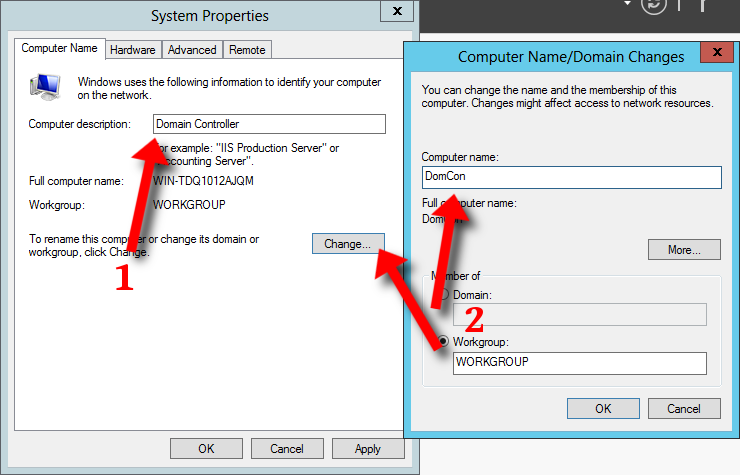 System Properties
x
Computer Name
Hardware
Advanced
Remote
Windows uses the following information to identify your computer
on the network.
Computer description:
Domain Controller
For example: "IIS Production Server" or
"Accounting Server".
Full computer name:
WIN-TDQ1012AJQM
Workgroup:
WORKGROUP
To rename this computer or change its domain or
workgroup, click Change.
Change...
1
OK
Cancel
Apply
Computer Name/Domain Changes
x
You can change the name and the membership of this
computer. Changes might affect access to network resources.
Computer name:
DomCon
Full computer name:
DomCon
More...
Member of
Domain:
2
Workgroup:
WORKGROUP
OK
Cancel